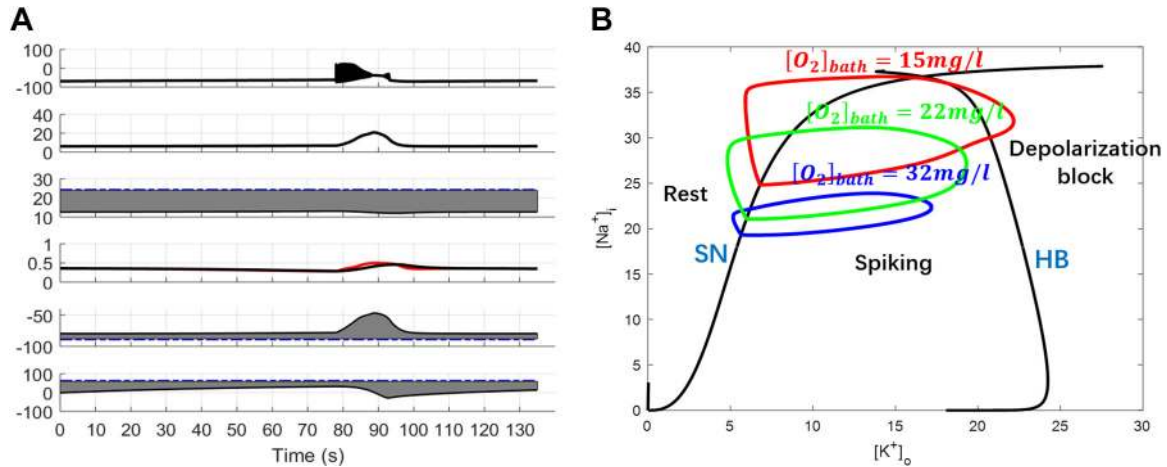 A
100
0
-100
40
20
0
30
20
10
1
0.5
0
-50
-100
100
0
-100
0 10 20 30 40 50 60 70 80 90 100 110 120 130
Time (s)
B
40
35
30
25
20
15
10
5
0
[Na⁺]ᵢ
[O₂]bath = 15mg/l
[O₂]bath = 22mg/l
Depolarization
block
[O₂]bath = 32mg/l
Rest
SN
Spiking
HB
0 5 10 15 20 25 30
[K⁺]ₒ